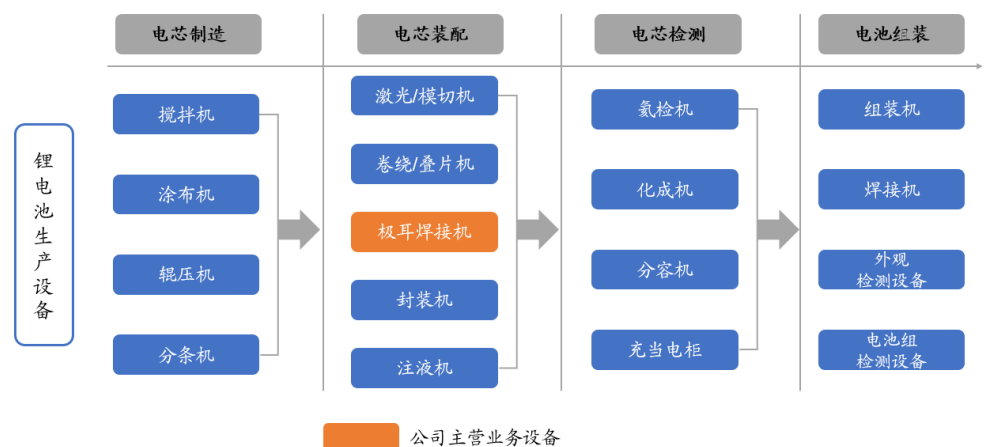 电芯制造
电芯装配
电芯检测
电池组装
锂电池生产设备
搅拌机
涂布机
辊压机
分条机
激光/模切机
卷绕/叠片机
极耳焊接机
封装机
注液机
氦检机
化成机
分容机
充当电柜
组装机
焊接机
外观
检测设备
电池组
检测设备
公司主营业务设备